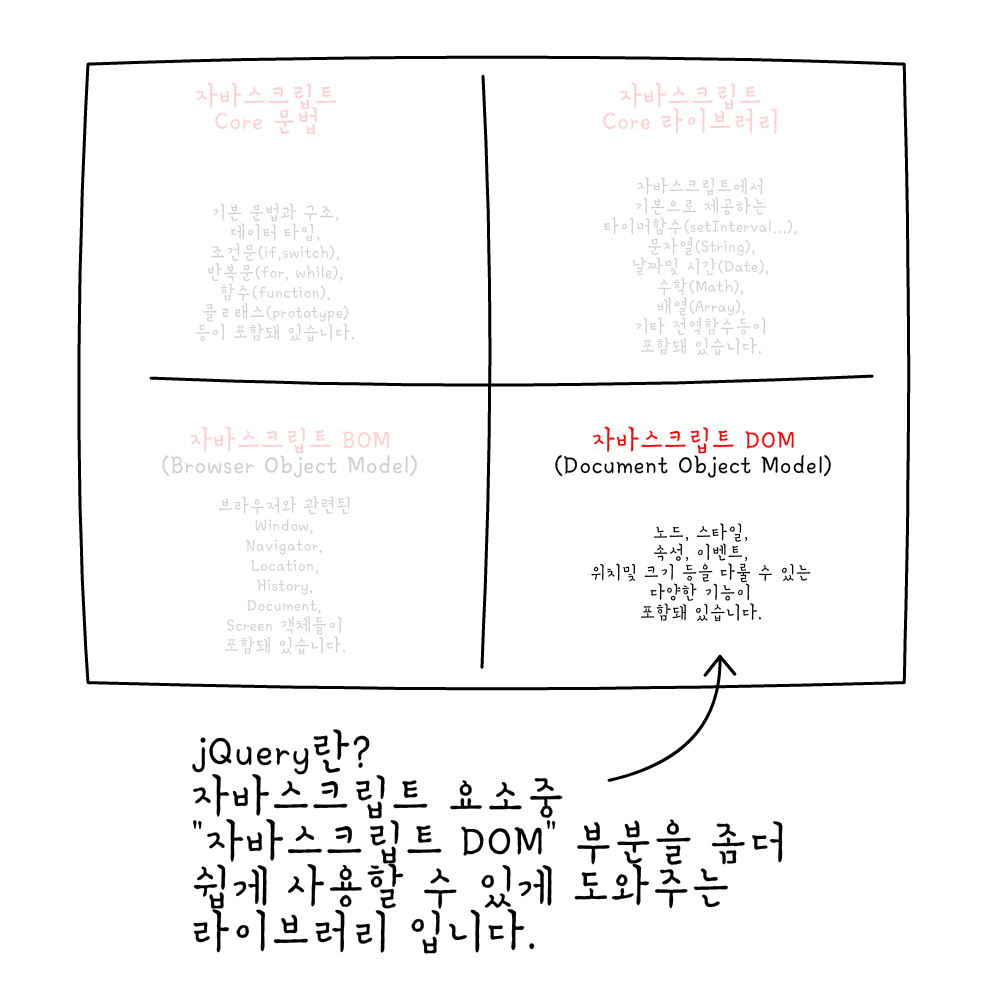 자바스크립트
Core 문법
기본 문법과 구조,
데이터 타입,
조건문(if,switch),
반복문(for, while),
함수(function),
클ㄹ래스(prototype)
등이 포함돼 있습니다.
자바스크립트
Core 라이브러리
자바스크립트에서
기본으로 제공하는
타이머함수(setInterval...),
문자열(String),
날짜및 시간(Date),
수학(Math),
배열(Array),
기타 전역함수등이
포함돼 있습니다.
자바스크립트 BOM
(Browser Object Model)
브라우저와 관련된
Window,
Navigator,
Location,
History,
Document,
Screen 객체들이
포함돼 있습니다.
자바스크립트 DOM
(Document Object Model)
노드, 스타일,
속성, 이벤트,
위치및 크기 등을 다룰 수 있는
다양한 기능이
포함돼 있습니다.
jQuery란?
자바스크립트 요소중
"자바스크립트 DOM" 부분을 좀더
쉽게 사용할 수 있게 도와주는
라이브러리 입니다.